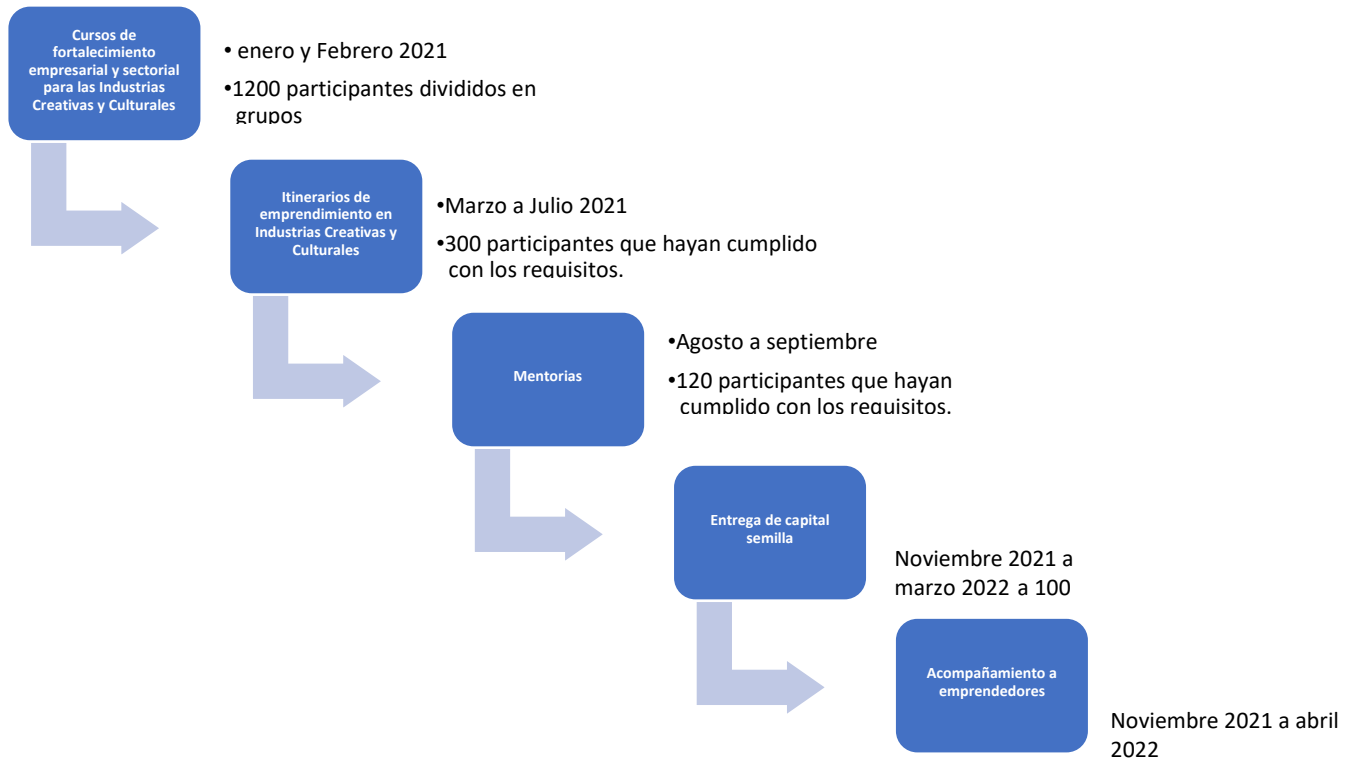 Cursos de
fortalecimiento
empresarial y sectorial
para las Industrias
Creativas y Culturales
• enero y Febrero 2021
•1200 participantes divididos en
grupos
Itinerarios de
emprendimiento en
Industrias Creativas y
Culturales
•Marzo a Julio 2021
•300 participantes que hayan cumplido
con los requisitos.
Mentorias
•Agosto a septiembre
•120 participantes que hayan
cumplido con los requisitos.
Entrega de capital
semilla
Noviembre 2021 a
marzo 2022 a 100
Acompañamiento a
emprendedores
Noviembre 2021 a abril
2022